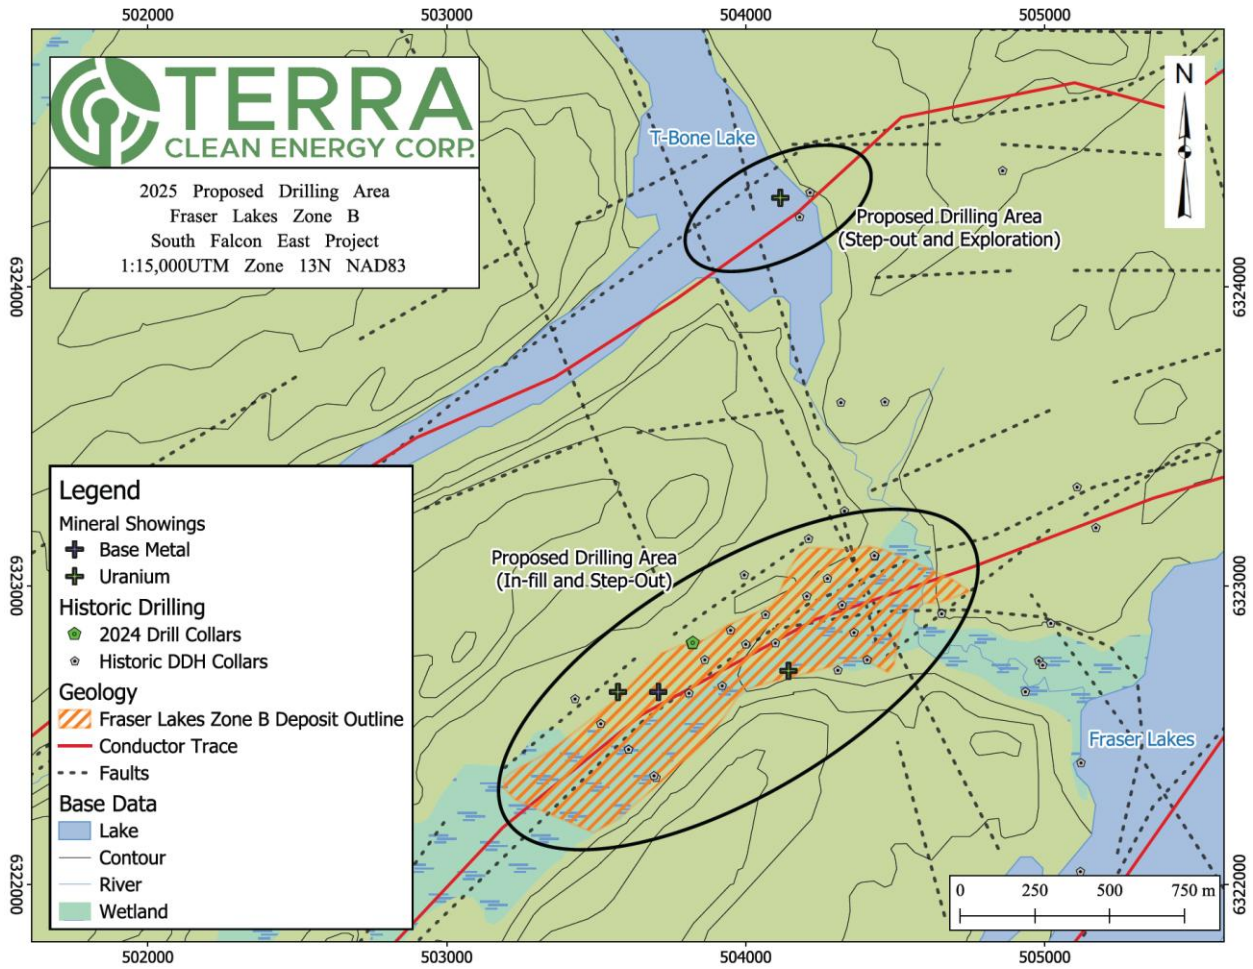 502000
503000
504000
505000
TERRA
CLEAN ENERGY CORP.
2025 Proposed Drilling Area
Fraser Lakes Zone B
South Falcon East Project
1:15,000UTM Zone 13N NAD83
T-Bone Lake
N
Proposed Drilling Area
(Step-out and Exploration)
6324000
6324000
Legend
Mineral Showings
Base Metal
Uranium
Historic Drilling
2024 Drill Collars
Historic DDH Collars
Geology
Fraser Lakes Zone B Deposit Outline
Conductor Trace
Faults
Base Data
Lake
Contour
River
Wetland
Proposed Drilling Area
(In-fill and Step-Out)
6323000
6323000
Fraser Lakes
6322000
6322000
0 250 500 750 m
502000
503000
504000
505000